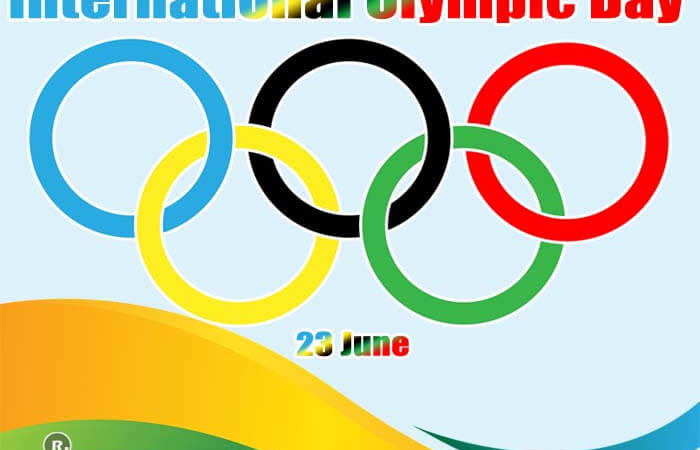 International Olympic Day
23 June
R.